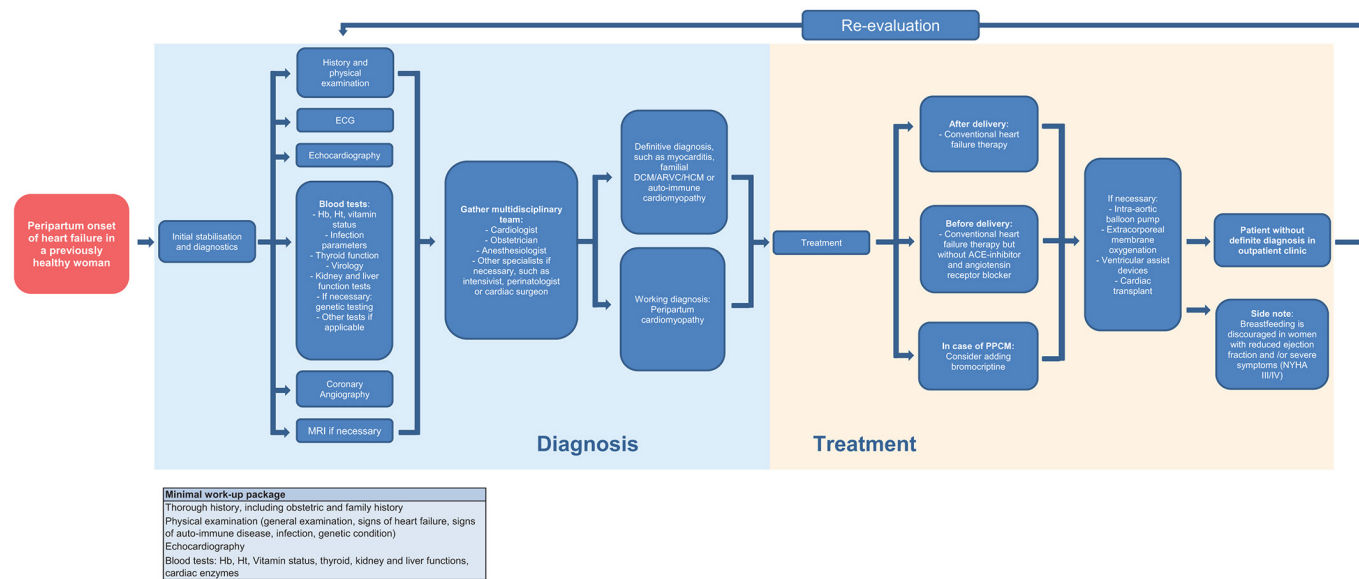 Re-evaluation
Peripartum onset
of heart failure in
a previously
healthy woman
Initial stabilisation
and diagnostics
History and
physical
examination
ECG
Echocardiography
Blood tests:
- Hb, Ht, vitamin
status
- Infection
parameters
- Thyroid function
- Virology
- Kidney and liver
function tests
- If necessary:
genetic testing
- Other tests if
applicable
Coronary
Angiography
MRI if necessary
Gather multidisciplinary
team:
- Cardiologist
- Obstetrician
- Anesthesiologist
- Other specialists if
necessary, such as
intensivist, perinatologist
or cardiac surgeon
Definitive diagnosis,
such as myocarditis,
familial
DCM/ARVC/HCM or
auto-immune
cardiomyopathy
Working diagnosis:
Peripartum
cardiomyopathy
Diagnosis
Treatment
After delivery:
- Conventional heart
failure therapy
Before delivery:
- Conventional heart
failure therapy but
without ACE-inhibitor
and angiotensin
receptor blocker
In case of PPCM:
Consider adding
bromocriptine
If necessary:
- Intra-aortic
balloon pump
- Extracorporeal
membrane
oxygenation
- Ventricular assist
devices
- Cardiac
transplant
Patient without
definite diagnosis in
outpatient clinic
Side note:
Breastfeeding is
discouraged in women
with reduced ejection
fraction and /or severe
symptoms (NYHA
III/IV)
Treatment
Minimal work-up package
Thorough history, including obstetric and family history
Physical examination (general examination, signs of heart failure, signs
of auto-immune disease, infection, genetic condition)
Echocardiography
Blood tests: Hb, Ht, Vitamin status, thyroid, kidney and liver functions,
cardiac enzymes